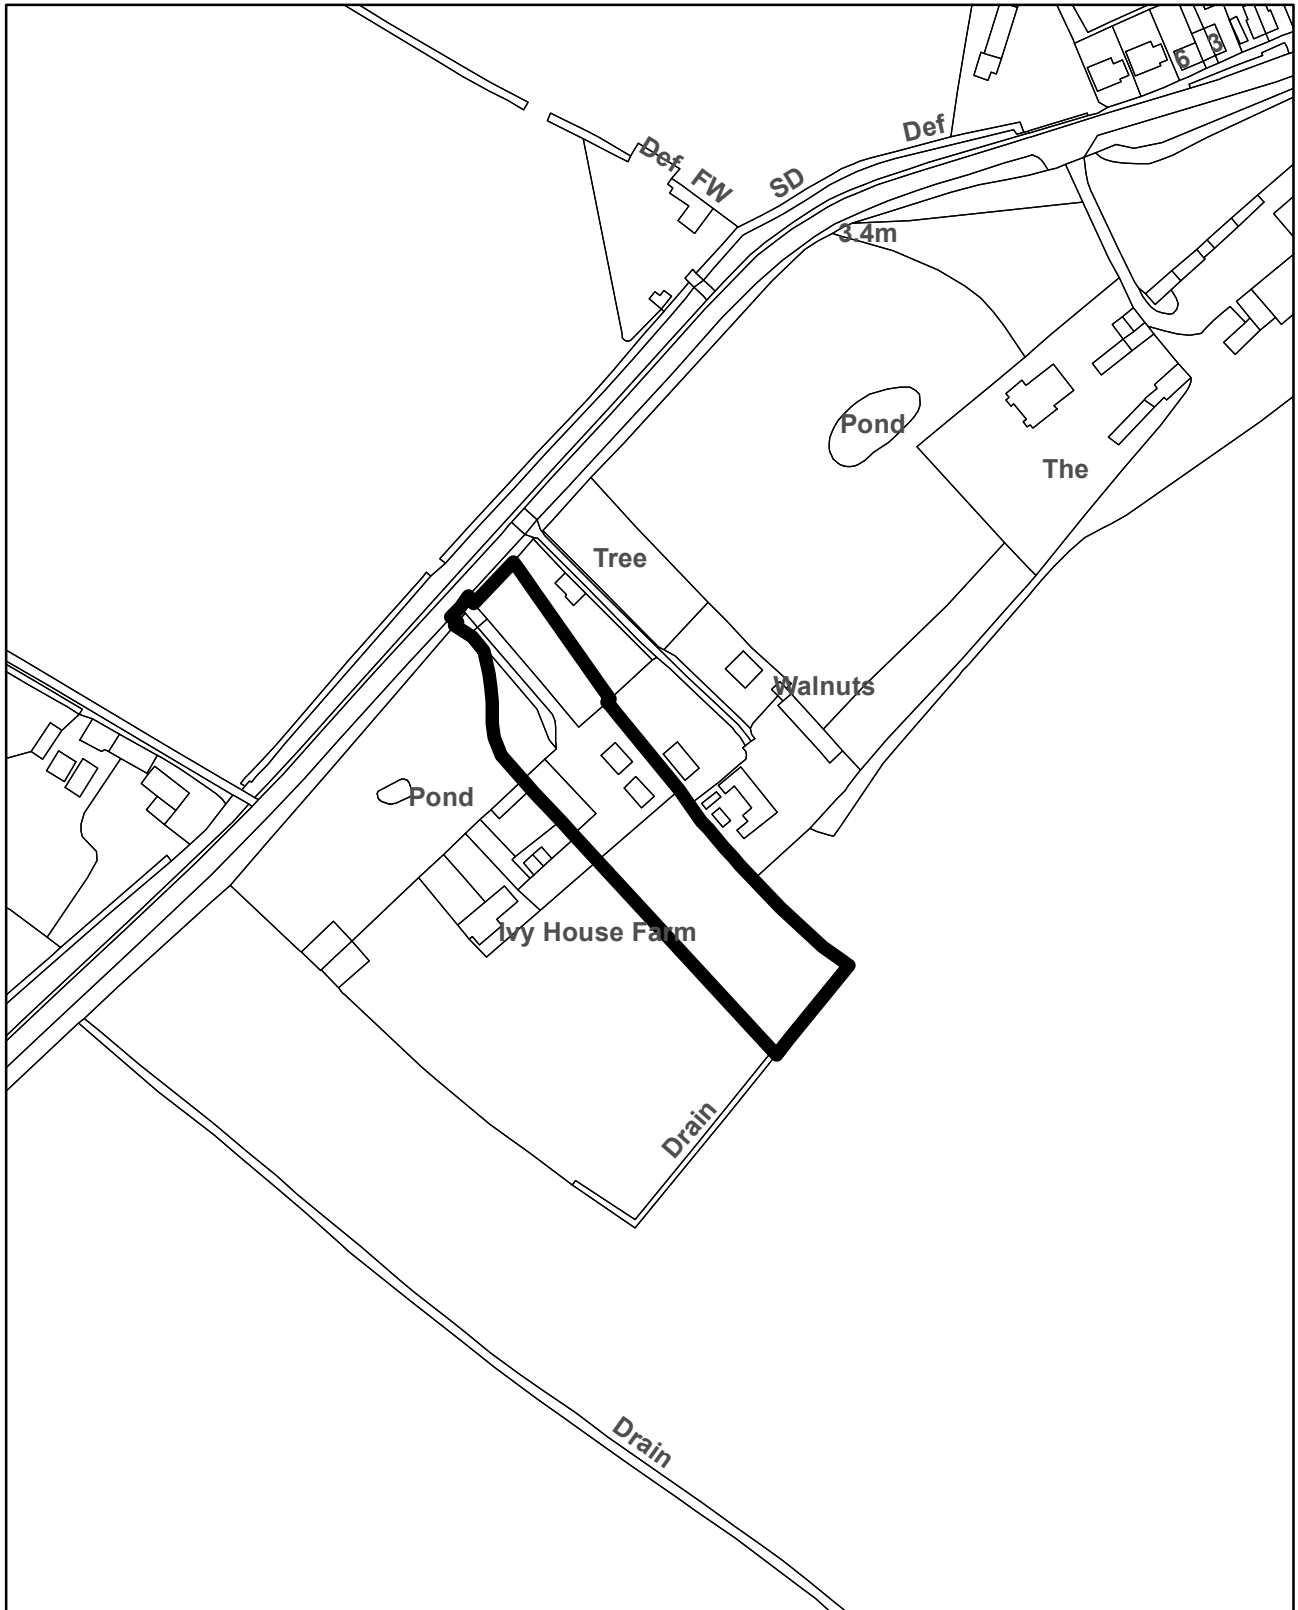 3
6
Def
Def
FW
SD
3.4m
Pond
The
Tree
Walnuts
Pond
Ivy House Farm
Drain
Drain